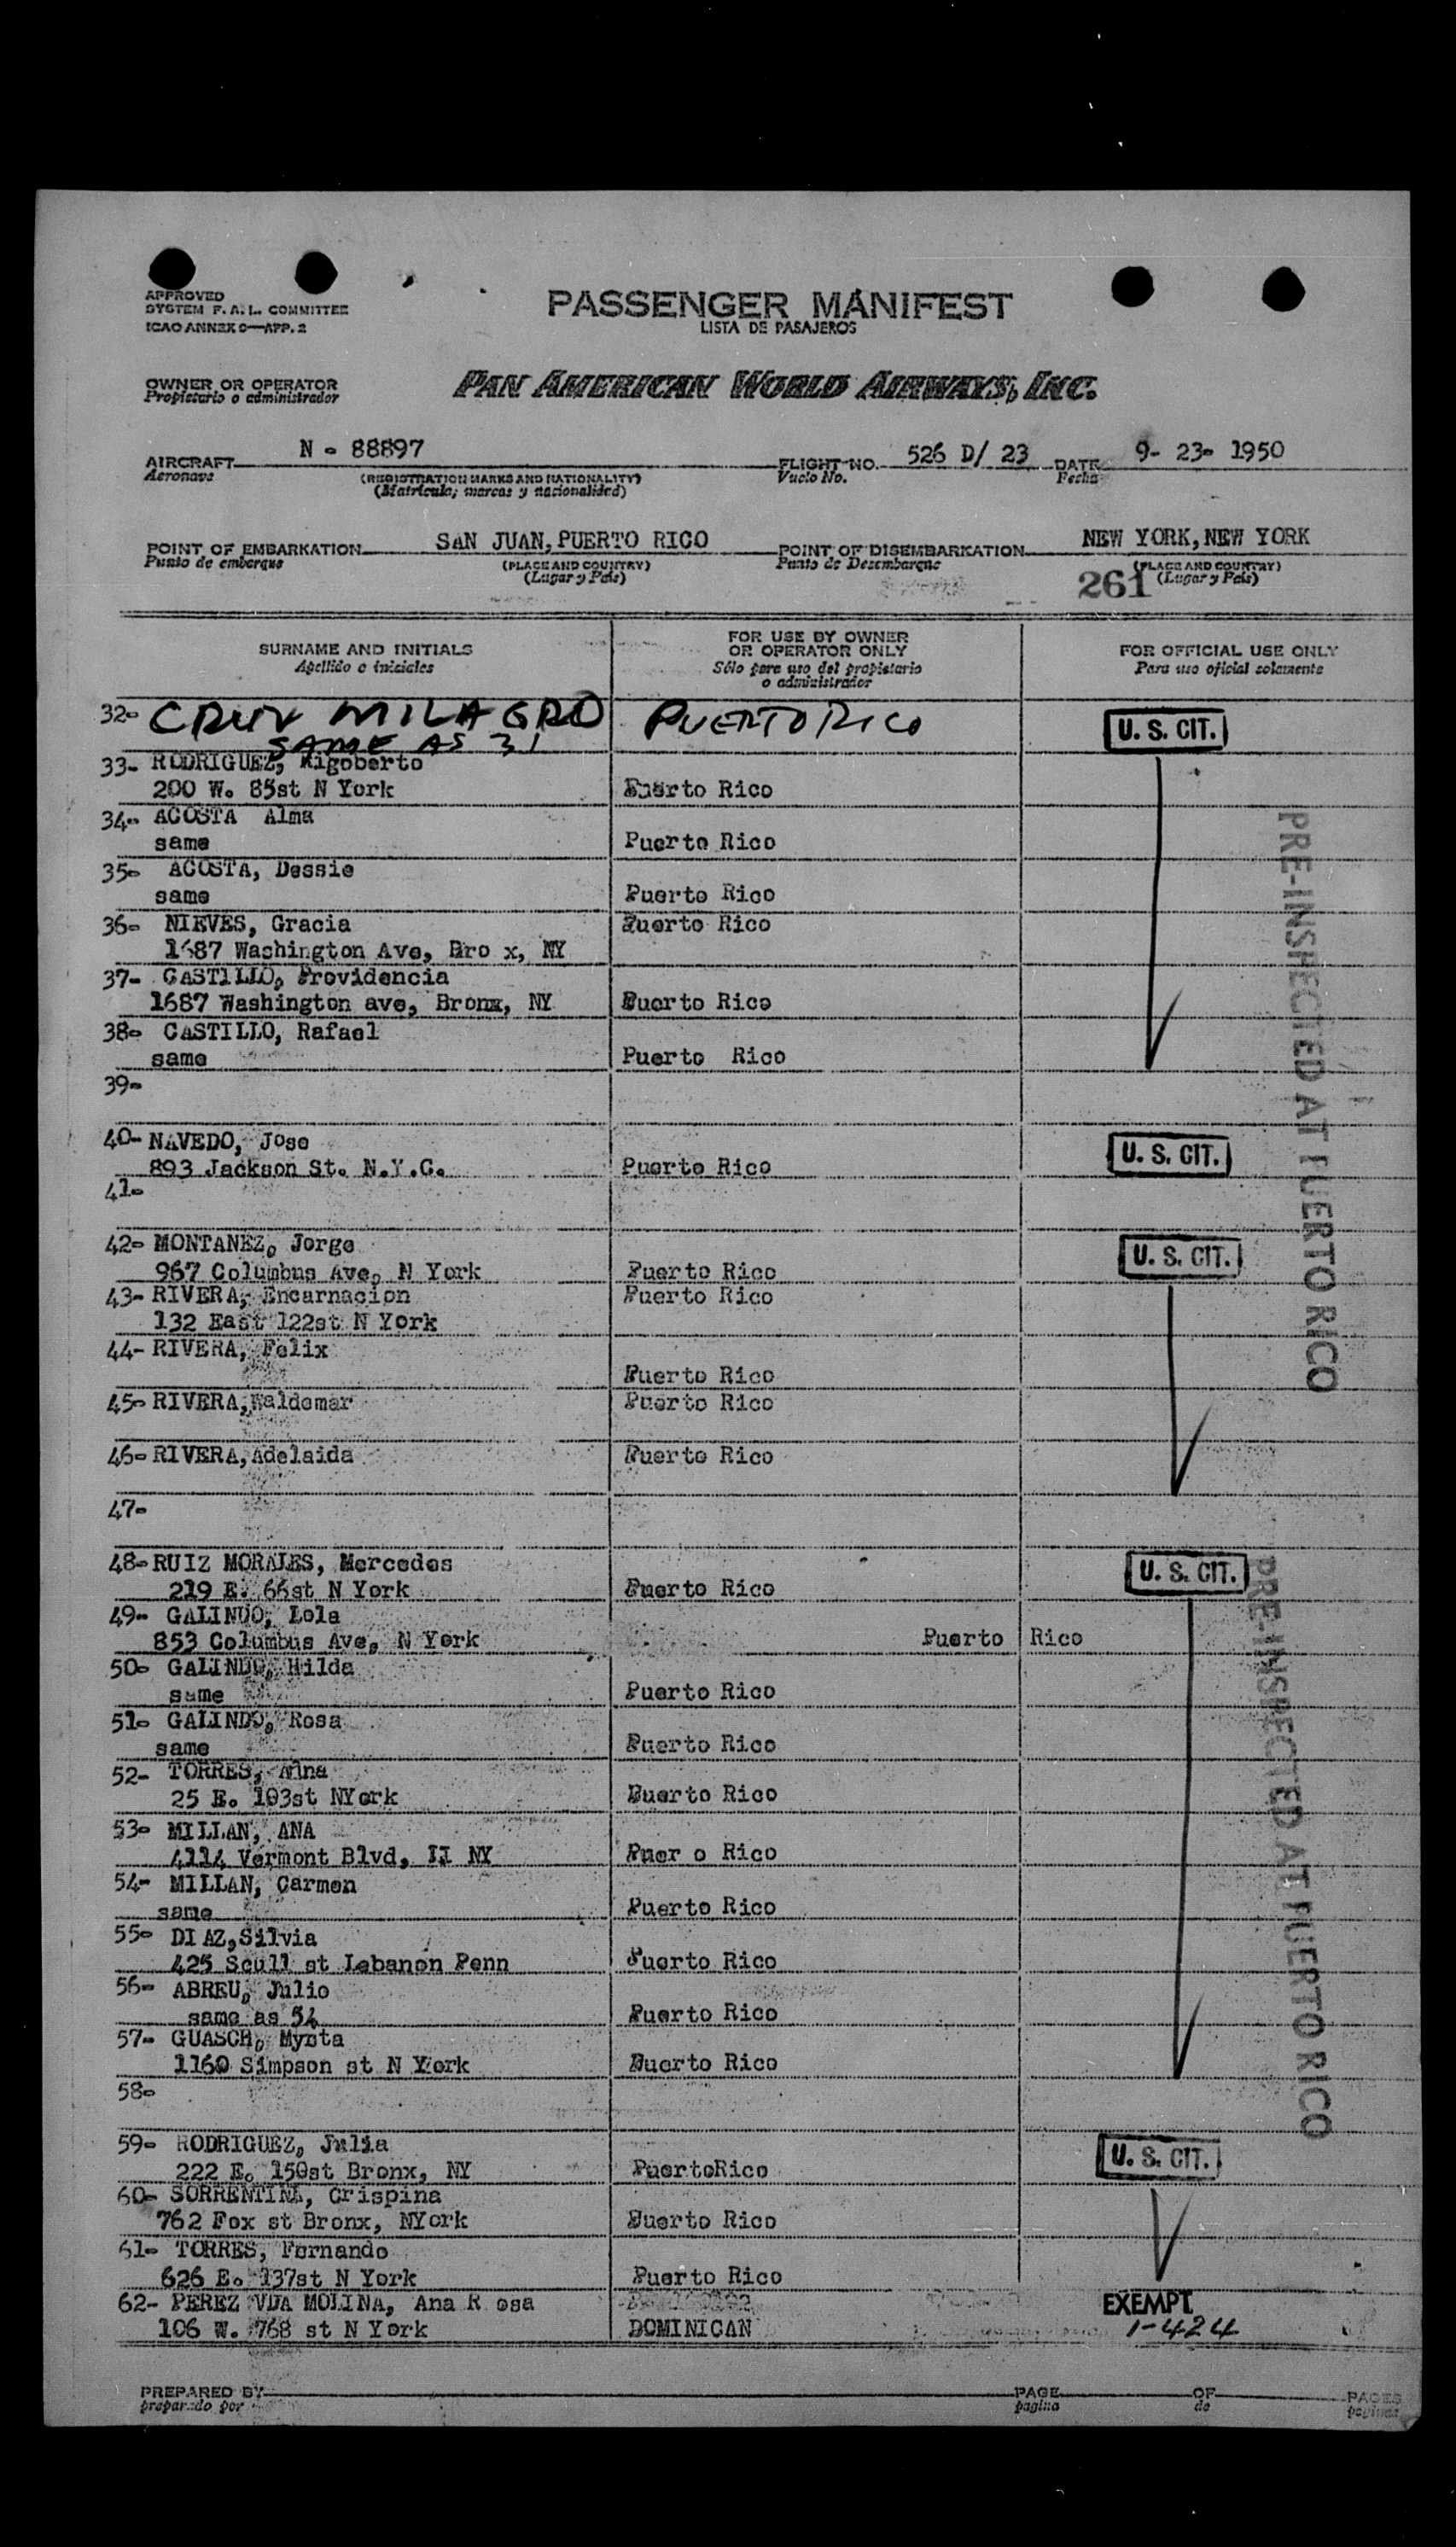 APPROVED
SYSTEM F. A. L. COMMITTEE
ICAO ANNEX 9—APP. 2
PASSENGER MANIFEST
LISTA DE PASAJEROS
OWNER OR OPERATOR
Propietario o administrador
PAN AMERICAN WORLD AIRWAYS, INC.
AIRCRAFT N - 88897 FLIGHT NO. 526 D/ 23 DATE 9- 23- 1950
Aeronave (REGISTRATION MARKS AND NATIONALITY) Vuelo No. Fecha
(Matricula; marcas y nacionalidad)
POINT OF EMBARKATION SAN JUAN, PUERTO RICO POINT OF DISEMBARKATION NEW YORK, NEW YORK
Punto de embarque (PLACE AND COUNTRY) Punto de Desembarque (PLACE AND COUNTRY)
(Lugar y Pais) 261 (Lugar y Pais)
SURNAME AND INITIALS FOR USE BY OWNER OR OPERATOR ONLY FOR OFFICIAL USE ONLY
Apellido e iniciales Sólo para uso del propietario o administrador Para uso oficial solamente
32- CRUZ MILAGRO PUERTO RICO U. S. CIT.
SAME AS 31
33- RODRIGUEZ, Rigoberto
200 W. 85st N York Puerto Rico
34- ACOSTA Alma
same Puerto Rico
35- ACOSTA, Dessie
same Puerto Rico
36- NIEVES, Gracia Puerto Rico
1687 Washington Ave, Bro x, NY
37- CASTILLO, Providencia
1687 Washington ave, Bronx, NY Puerto Rico
38- CASTILLO, Rafael
same Puerto Rico
39-
40- NAVEDO, Jose U. S. CIT.
893 Jackson St. N.Y.C. Puerto Rico
41-
42- MONTANEZ, Jorge U. S. CIT.
967 Columbus Ave, N York Puerto Rico
43- RIVERA, Encarnacion Puerto Rico
132 East 122st N York
44- RIVERA, Felix
Puerto Rico
45- RIVERA, Waldemar Puerto Rico
46- RIVERA, Adelaida Puerto Rico
47-
48- RUIZ MORALES, Mercedes U. S. CIT.
219 E. 66st N York Puerto Rico
49- GALINDO, Lola
853 Columbus Ave, N York Puerto Rico
50- GALINDO, Hilda
same Puerto Rico
51- GALINDO, Rosa
same Puerto Rico
52- TORRES, Anna
25 E. 103st NYork Puerto Rico
53- MILLAN, ANA
4114 Vermont Blvd, II NY Puer o Rico
54- MILLAN, Carmen
same Puerto Rico
55- DI AZ, Silvia
425 Scull st Lebanon Penn Puerto Rico
56- ABREU, Julio
same as 54 Puerto Rico
57- GUASCH, Myrta
1160 Simpson st N York Puerto Rico
58-
59- RODRIGUEZ, Julia U. S. CIT.
222 E. 150st Bronx, NY PuertoRico
60- SORRENTINA, Crispina
762 Fox st Bronx, NYork Puerto Rico
61- TORRES, Fernando
626 E. 137st N York Puerto Rico
62- PEREZ VDA MOLINA, Ana R osa EXEMPT
106 W. 768 st N York DOMINICAN 1-424
PRE-INSPECTED AT PUERTO RICO
PRE-INSPECTED AT PUERTO RICO
PREPARED BY PAGE OF PAGES
preparado por pagina de paginas